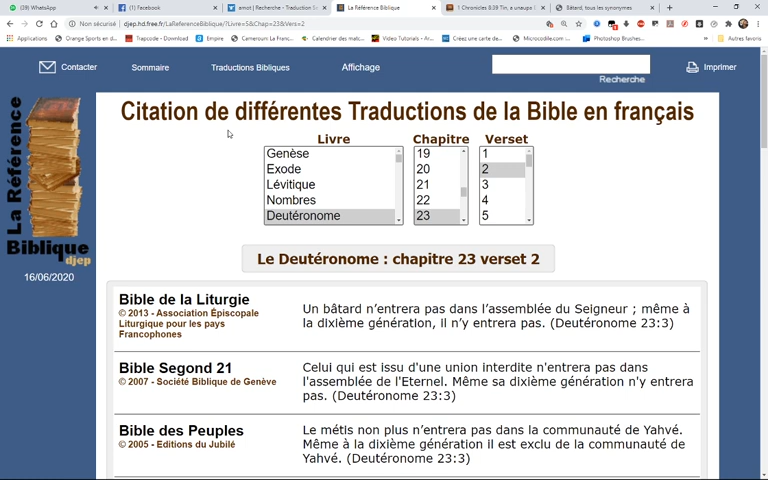 (39) WhatsApp
(3) Facebook
emot | Recherche - Traduction S
La Référence Biblique
1 Chronicles 8.09 Tin, a unaupe
Bâtard, tous les synonymes
Non sécurisé | djep.hd.free.fr/LaReferenceBiblique/?Livre=5&Chap=23&Vers=2
Applications
Orange Sports en d...
Trapcode - Download
Empire
Cameroun La Franç...
Calendrier des matc...
Video Tutorials - Ar...
Créez une carte de...
Microcodile.com ...
Photoshop Brushes...
Autres favoris
Contacter
Sommaire
Traductions Bibliques
Affichage
Recherche
Imprimer
La Référence
Biblique
djep
16/06/2020
Citation de différentes Traductions de la Bible en français
Livre Chapitre Verset
Genèse 19 1
Exode 20 2
Lévitique 21 3
Nombres 22 4
Deutéronome 23 5
Le Deutéronome : chapitre 23 verset 2
Bible de la Liturgie
© 2013 - Association Épiscopale
Liturgique pour les pays
Francophones
Un bâtard n’entrera pas dans l’assemblée du Seigneur ; même à
la dixième génération, il n’y entrera pas. (Deutéronome 23:3)
Bible Segond 21
© 2007 - Société Biblique de Genève
Celui qui est issu d'une union interdite n'entrera pas dans
l'assemblée de l'Eternel. Même sa dixième génération n'y entrera
pas. (Deutéronome 23:3)
Bible des Peuples
© 2005 - Editions du Jubilé
Le métis non plus n’entrera pas dans la communauté de Yahvé.
Même à la dixième génération il est exclu de la communauté de
Yahvé. (Deutéronome 23:3)